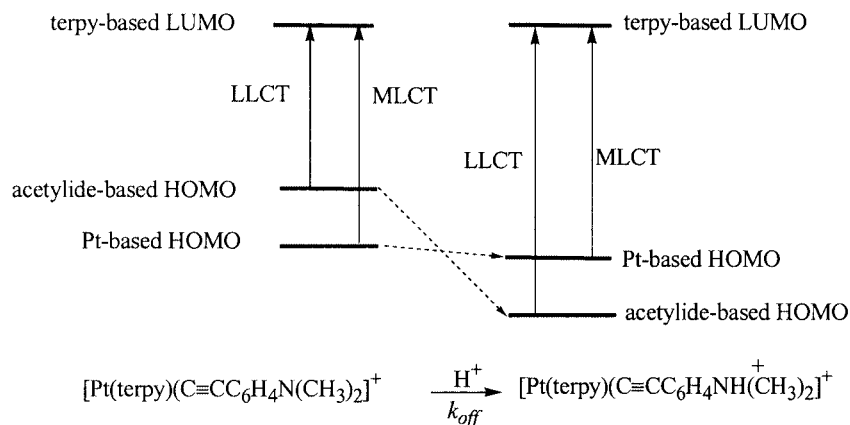 terpy-based LUMO
terpy-based LUMO
LLCT
MLCT
LLCT
MLCT
acetylide-based HOMO
Pt-based HOMO
Pt-based HOMO
acetylide-based HOMO
[Pt(terpy)(C≡CC₆H₄N(CH₃)₂]⁺
H⁺
k_off
[Pt(terpy)(C≡CC₆H₄NH(CH₃)₂]⁺
+